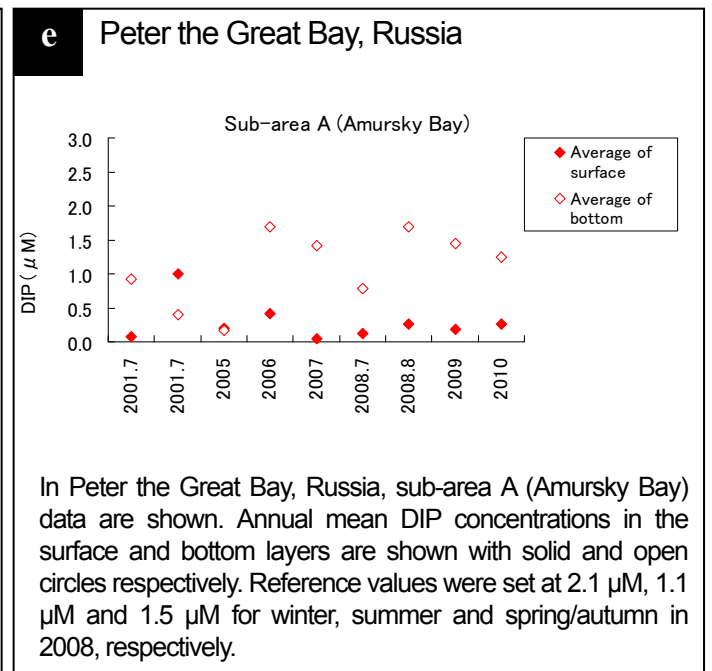 e Peter the Great Bay, Russia
Sub-area A (Amursky Bay)
3.0
2.5
2.0
1.5
1.0
0.5
0.0
DIP (μM)
2001.7
2001.7
2005
2006
2007
2008.7
2008.8
2009
2010
Average of
surface
Average of
bottom
In Peter the Great Bay, Russia, sub-area A (Amursky Bay)
data are shown. Annual mean DIP concentrations in the
surface and bottom layers are shown with solid and open
circles respectively. Reference values were set at 2.1 μM, 1.1
μM and 1.5 μM for winter, summer and spring/autumn in
2008, respectively.